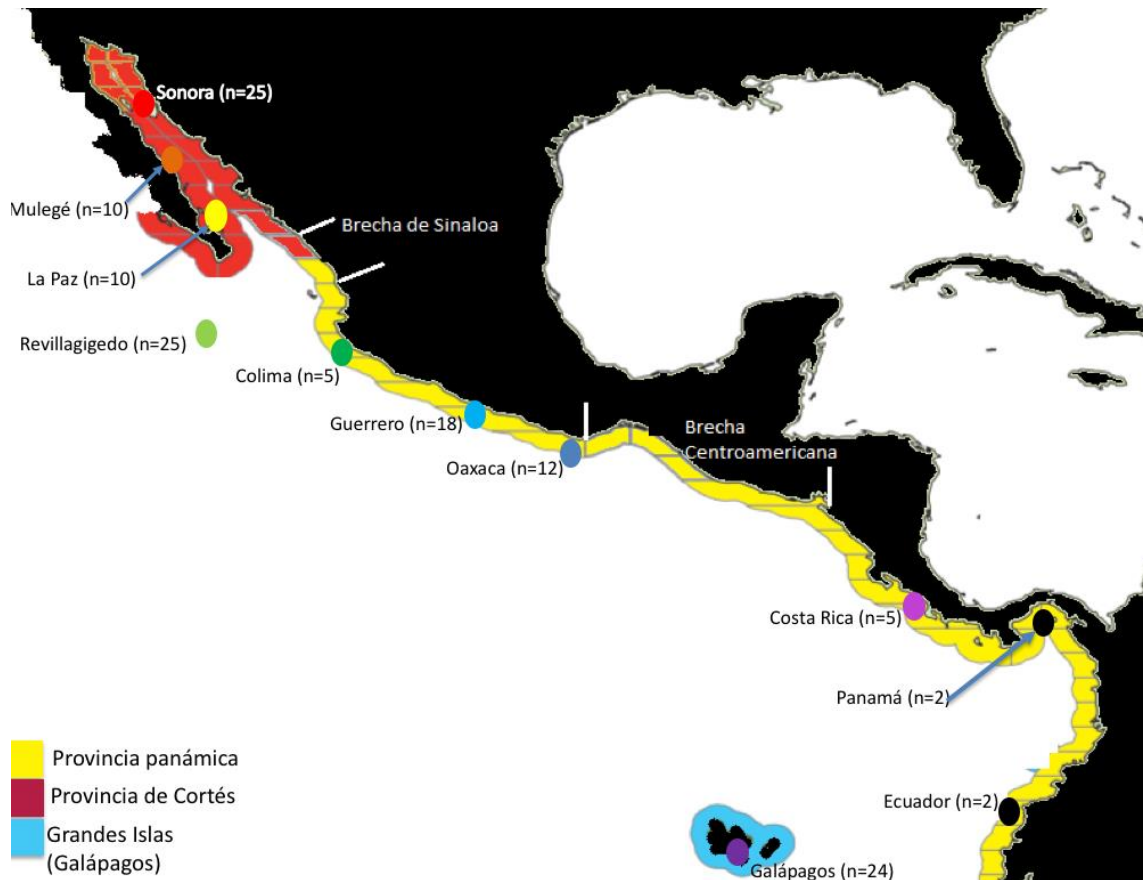 Sonora (n=25)
Mulegé (n=10)
Brecha de Sinaloa
La Paz (n=10)
Revillagigedo (n=25)
Colima (n=5)
Guerrero (n=18)
Oaxaca (n=12)
Brecha
Centroamericana
Costa Rica (n=5)
Panamá (n=2)
Provincia panámica
Provincia de Cortés
Grandes Islas
(Galápagos)
Ecuador (n=2)
Galápagos (n=24)